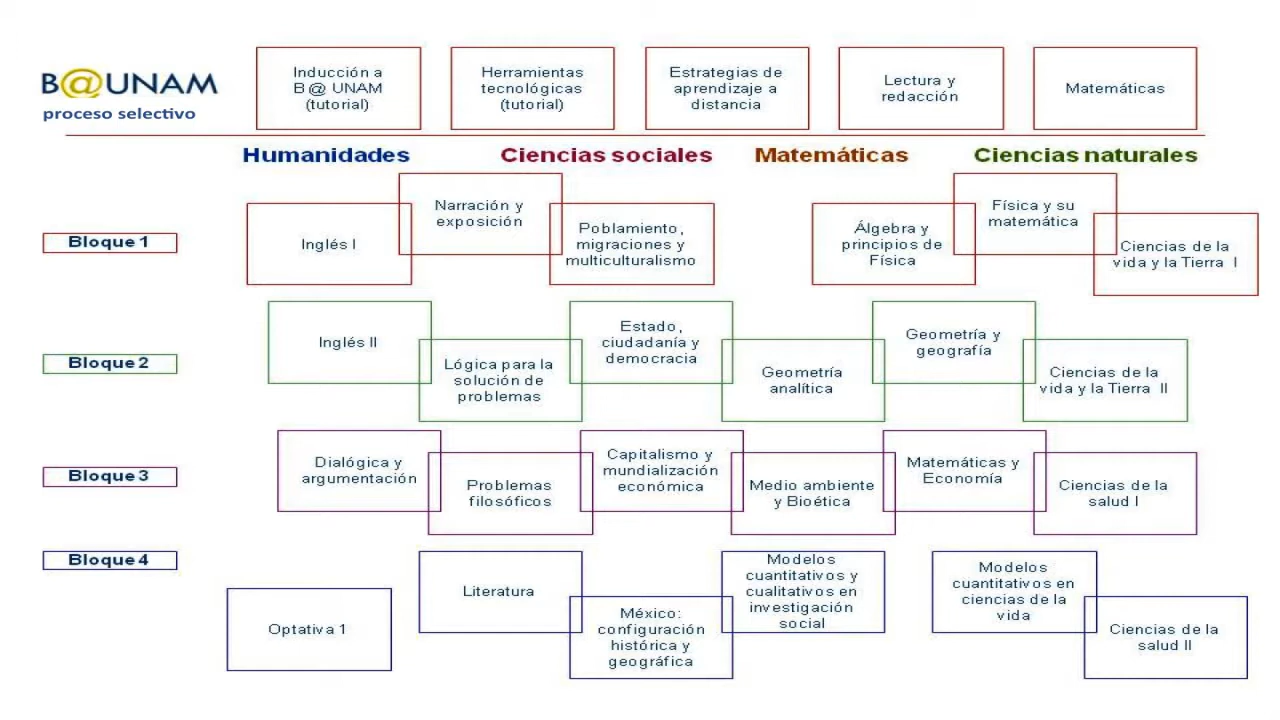 B@UNAM
proceso selectivo
Inducción a
B @ UNAM
(tutorial)
Herramientas
tecnológicas
(tutorial)
Estrategias de
aprendizaje a
distancia
Lectura y
redacción
Matemáticas
Humanidades
Ciencias sociales
Matemáticas
Ciencias naturales
Bloque 1
Inglés I
Narración y
exposición
Poblamiento,
migraciones y
multiculturalismo
Álgebra y
principios de
Física
Física y su
matemática
Ciencias de la
vida y la Tierra I
Bloque 2
Inglés II
Lógica para la
solución de
problemas
Estado,
ciudadanía y
democracia
Geometría
analítica
Geometría y
geografía
Ciencias de la
vida y la Tierra II
Bloque 3
Dialógica y
argumentación
Problemas
filosóficos
Capitalismo y
mundialización
económica
Medio ambiente
y Bioética
Matemáticas y
Economía
Ciencias de la
salud I
Bloque 4
Optativa 1
Literatura
México:
configuración
histórica y
geográfica
Modelos
cuantitativos y
cualitativos en
investigación
social
Modelos
cuantitativos en
ciencias de la
vida
Ciencias de la
salud II